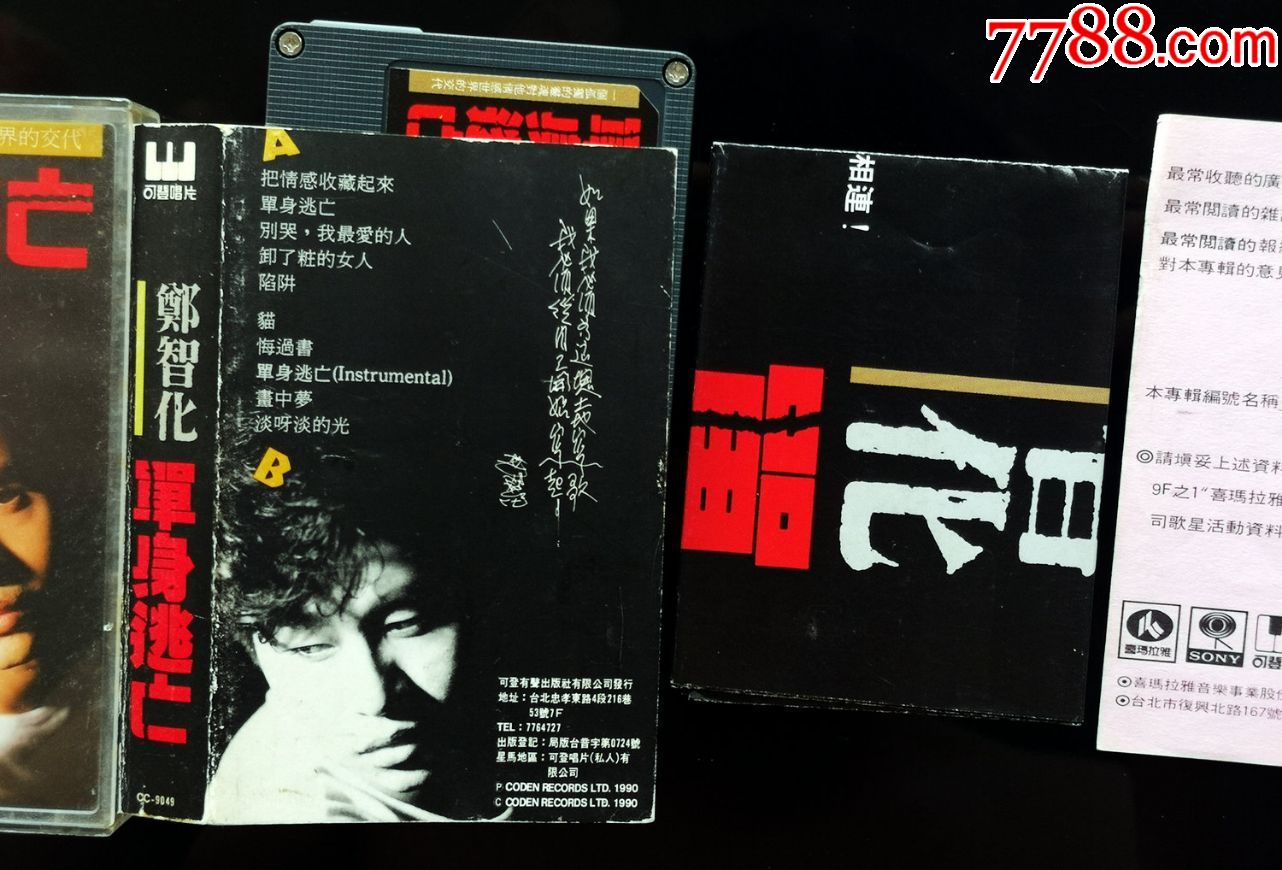 7788.com
界的交代
亡
可登唱片
鄭智化
單身逃亡
CC-9049
A
把情感收藏起來
單身逃亡
別哭，我最愛的人
卸了粧的女人
陷阱
貓
悔過書
單身逃亡(Instrumental)
畫中夢
淡呀淡的光
B
可登有聲出版社有限公司發行
地址：台北忠孝東路4段216巷
53號7F
TEL：7764727
出版登記：局版台音字第0724號
星馬地區：可登唱片(私人)有
限公司
P CODEN RECORDS LTD. 1990
C CODEN RECORDS LTD. 1990
相連！
化
最常收聽的廣
最常閱讀的雜
最常閱讀的報
對本專輯的意見
本專輯編號名稱
◎請填妥上述資料
9F之1“喜瑪拉雅
司歌星活動資料
喜瑪拉雅
SONY
可登
⊙喜瑪拉雅音樂事業股份
⊙台北市復興北路167號